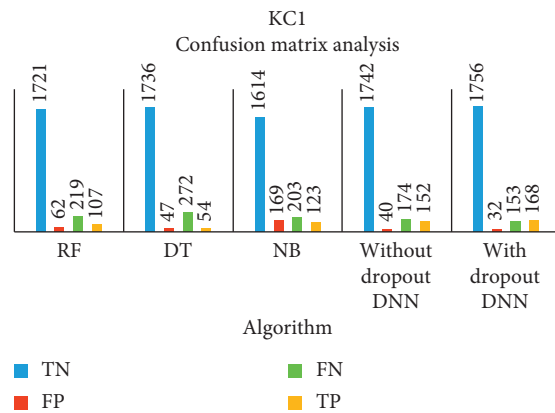 KC1
Confusion matrix analysis
1721
62
219
107
1736
47
272
54
1614
169
203
123
1742
40
174
152
1756
32
153
168
RF
DT
NB
Without
dropout
DNN
With
dropout
DNN
Algorithm
TN
FP
FN
TP